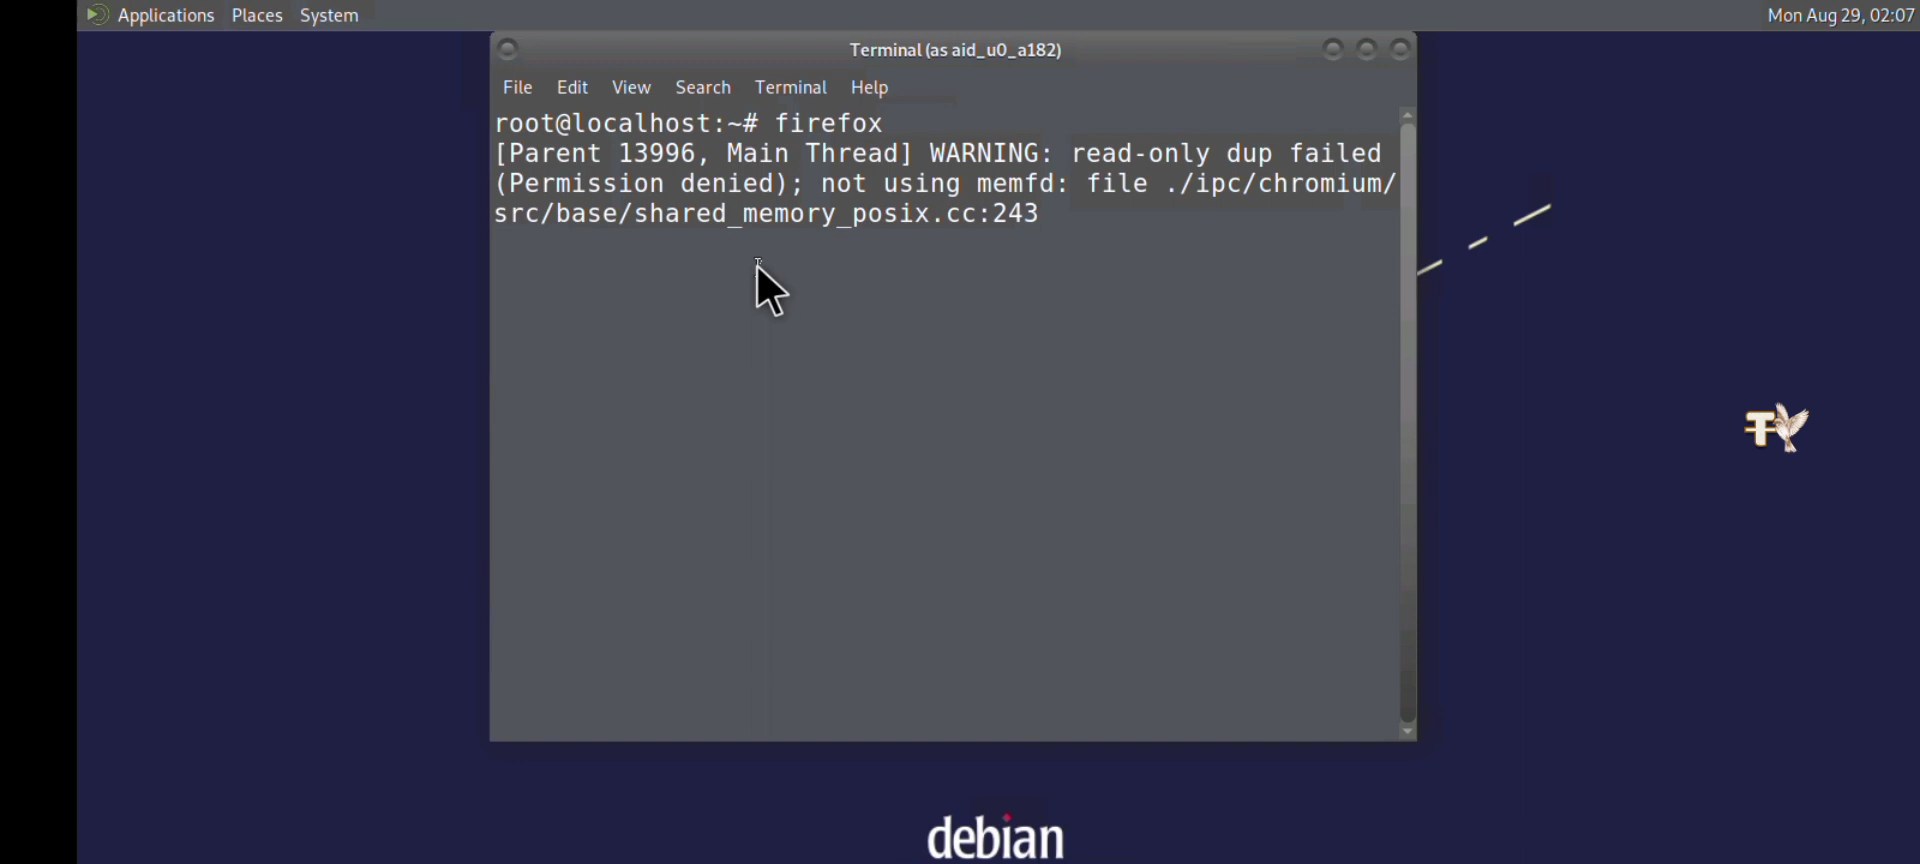 Applications Places System
Mon Aug 29, 02:07
Terminal (as aid_u0_a182)
File Edit View Search Terminal Help
root@localhost:~# firefox
[Parent 13996, Main Thread] WARNING: read-only dup failed
(Permission denied); not using memfd: file ./ipc/chromium/
src/base/shared_memory_posix.cc:243
T
debian